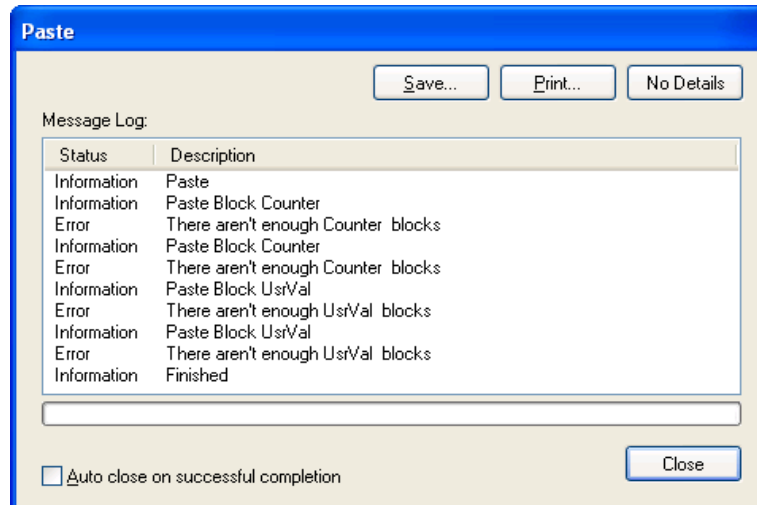 Paste
Save... Print... No Details
Message Log:
Status Description
Information Paste
Information Paste Block Counter
Error There aren't enough Counter blocks
Information Paste Block Counter
Error There aren't enough Counter blocks
Information Paste Block UsrVal
Error There aren't enough UsrVal blocks
Information Paste Block UsrVal
Error There aren't enough UsrVal blocks
Information Finished
Close
Auto close on successful completion